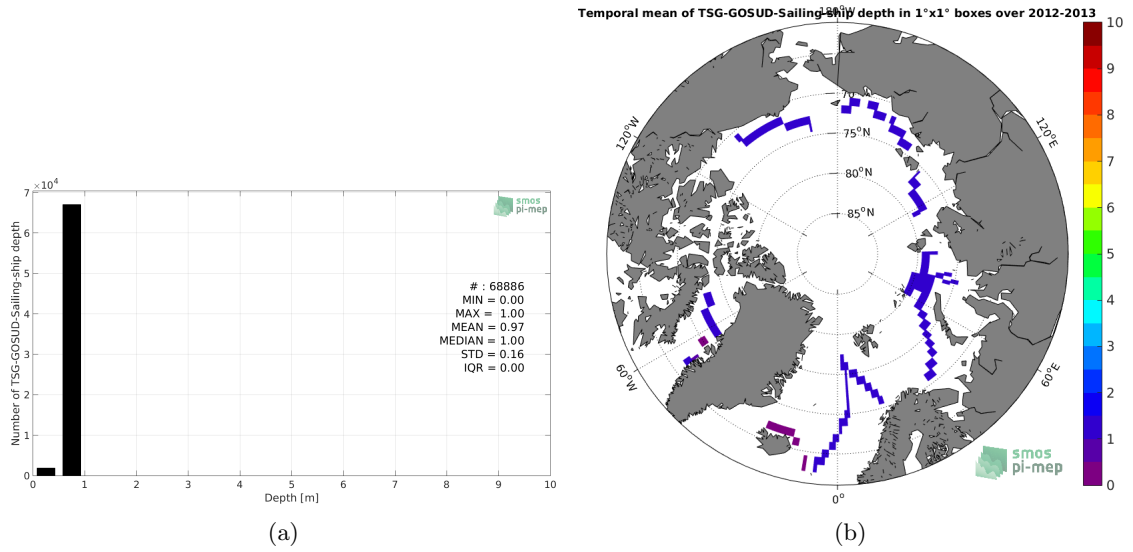 Temporal mean of TSG-GOSUD-Sailing-ship depth in 1°x1° boxes over 2012-2013
×10⁴
7
6
5
4
3
2
1
0
Number of TSG-GOSUD-Sailing-ship depth
smos
pi-mep
# : 68886
MIN = 0.00
MAX = 1.00
MEAN = 0.97
MEDIAN = 1.00
STD = 0.16
IQR = 0.00
0 1 2 3 4 5 6 7 8 9 10
Depth [m]
(a)
180°W
120°W
120°E
70°N
75°N
80°N
85°N
60°W
60°E
0°
smos
pi-mep
10
9
8
7
6
5
4
3
2
1
0
(b)